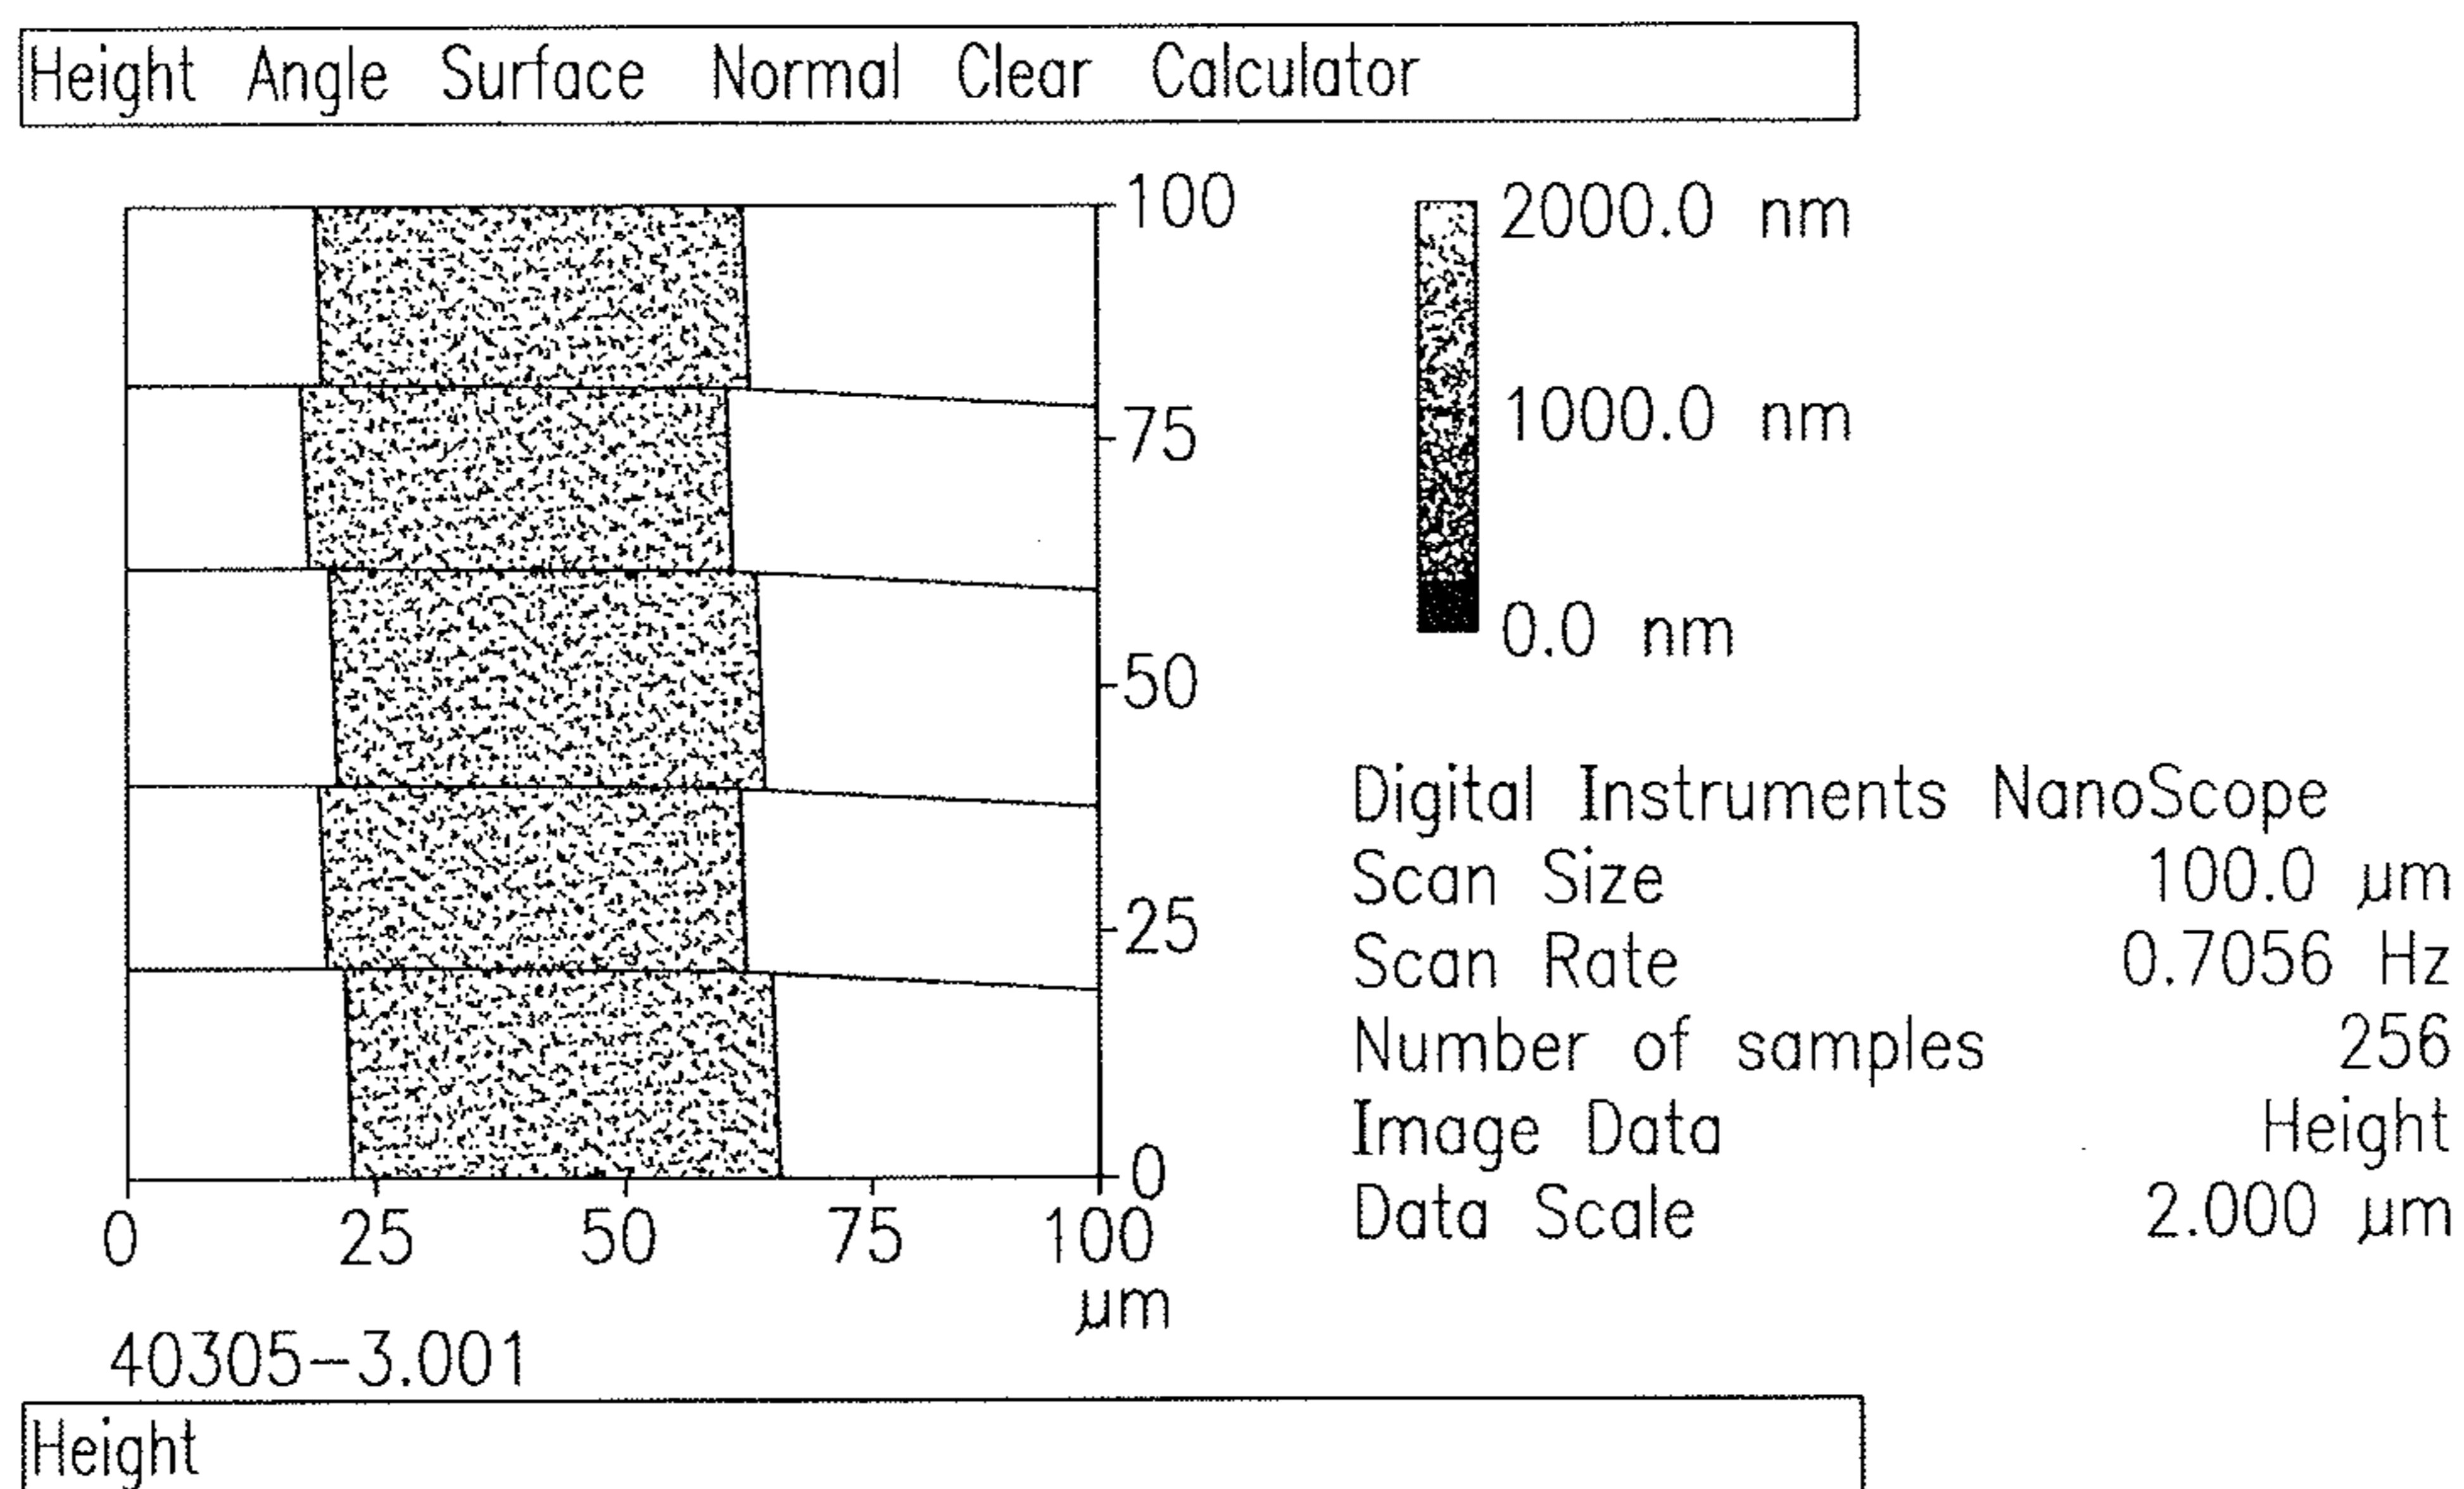 Height Angle Surface Normal Clear Calculator
100
75
50
25
0
0 25 50 75 100
µm
2000.0 nm
1000.0 nm
0.0 nm
Digital Instruments NanoScope
Scan Size 100.0 µm
Scan Rate 0.7056 Hz
Number of samples 256
Image Data Height
Data Scale 2.000 µm
40305-3.001
Height